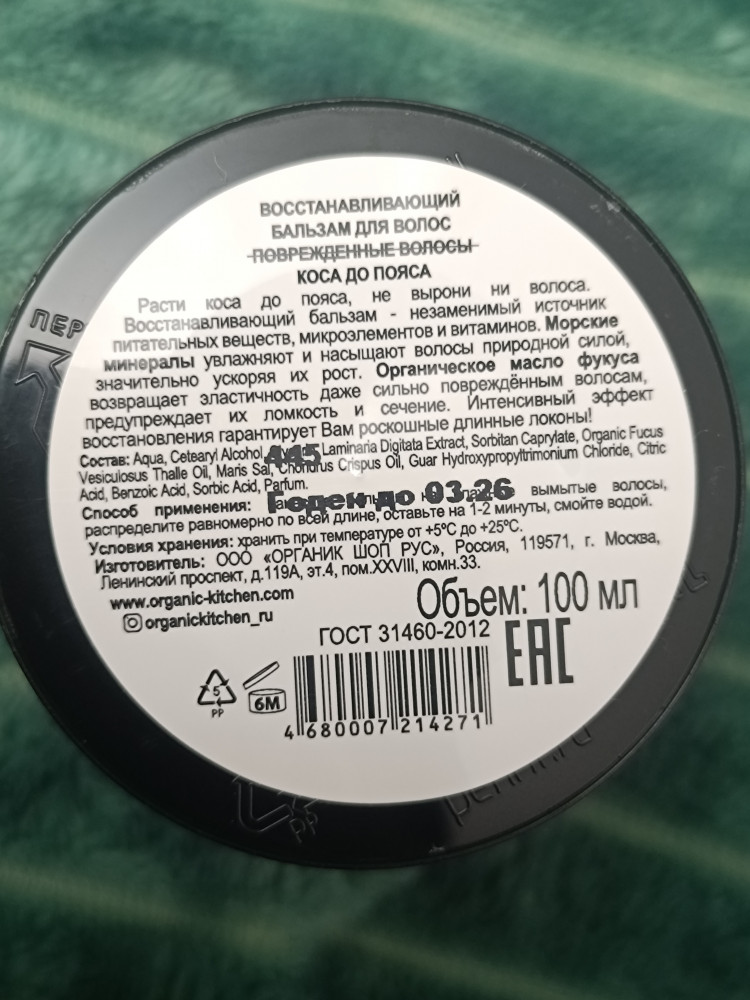 ВОССТАНАВЛИВАЮЩИЙ
БАЛЬЗАМ ДЛЯ ВОЛОС
ПОВРЕЖДЕННЫЕ ВОЛОСЫ
КОСА ДО ПОЯСА
Расти коса до пояса, не вырони ни волоса.
Восстанавливающий бальзам - незаменимый источник
питательных веществ, микроэлементов и витаминов. Морские
минералы увлажняют и насыщают волосы природной силой,
значительно ускоряя их рост. Органическое масло фукуса
возвращает эластичность даже сильно повреждённым волосам,
предупреждает их ломкость и сечение. Интенсивный эффект
восстановления гарантирует Вам роскошные длинные локоны!
Состав: Aqua, Cetearyl Alcohol, Laminaria Digitata Extract, Sorbitan Caprylate, Organic Fucus
Vesiculosus Thalle Oil, Maris Sal, Chondrus Crispus Oil, Guar Hydroxypropyltrimonium Chloride, Citric
Acid, Benzoic Acid, Sorbic Acid, Parfum.
445
Способ применения: вымытые волосы,
Годен до 03.26
распределите равномерно по всей длине, оставьте на 1-2 минуты, смойте водой.
Условия хранения: хранить при температуре от +5°C до +25°C.
Изготовитель: ООО «ОРГАНИК ШОП РУС», Россия, 119571, г. Москва,
Ленинский проспект, д.119А, эт.4, пом.XXVIII, комн.33.
www.organic-kitchen.com
organickitchen_ru
Объем: 100 мл
ГОСТ 31460-2012
EAC
5
PP
6М
4 680007 214271
ПЕР
PP